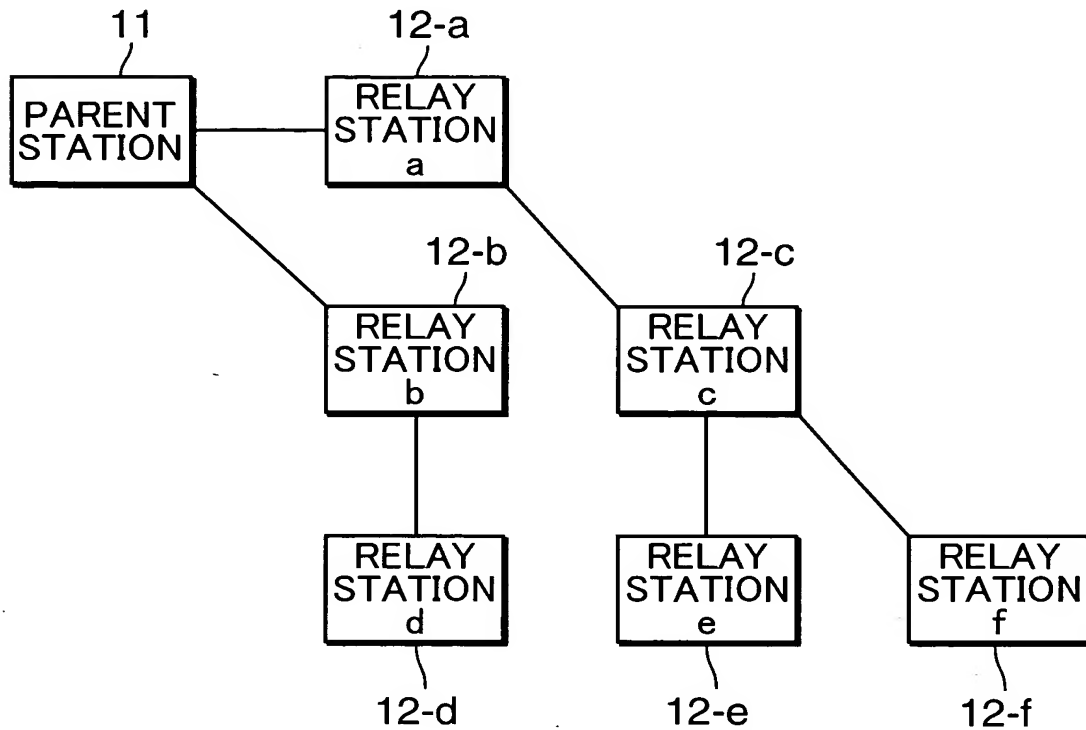 11
12-a
PARENT
STATION
RELAY
STATION
a
12-b
12-c
RELAY
STATION
b
RELAY
STATION
c
RELAY
STATION
d
RELAY
STATION
e
RELAY
STATION
f
12-d
12-e
12-f